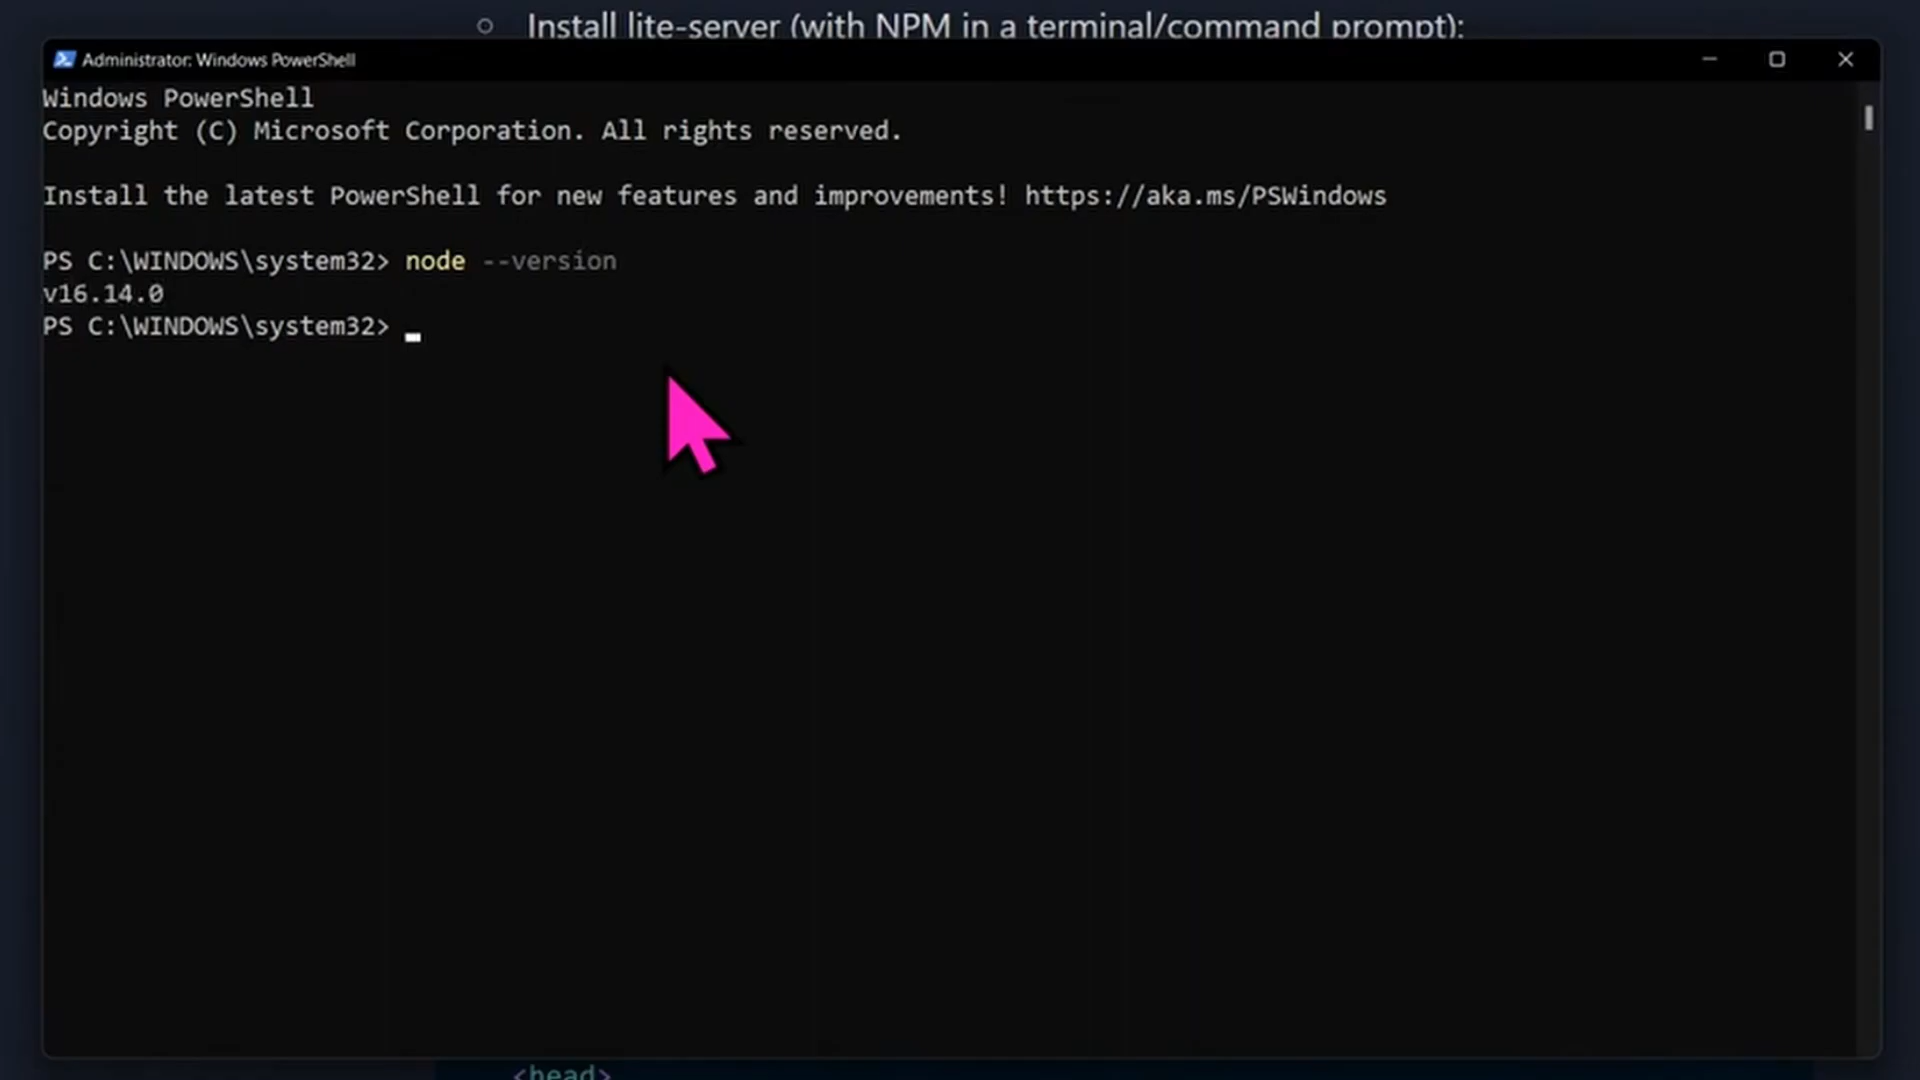 Install lite-server (with NPM in a terminal/command prompt):
Administrator: Windows PowerShell
Windows PowerShell
Copyright (C) Microsoft Corporation. All rights reserved.
Install the latest PowerShell for new features and improvements! https://aka.ms/PSWindows
PS C:\WINDOWS\system32> node --version
v16.14.0
PS C:\WINDOWS\system32>
<head>